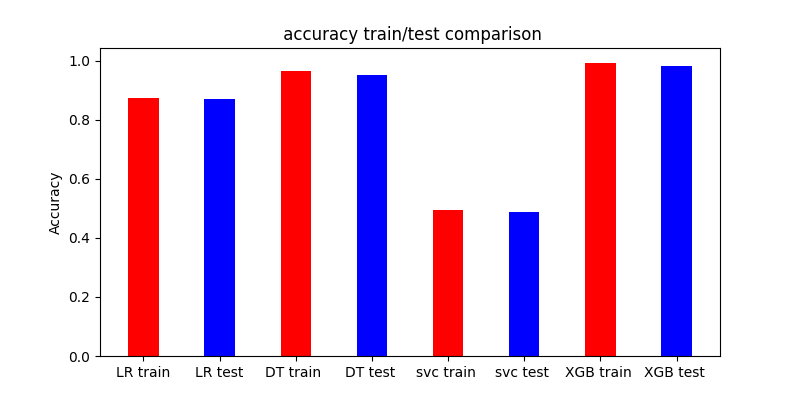 accuracy train/test comparison
1.0
0.8
0.6
0.4
0.2
0.0
Accuracy
LR train LR test DT train DT test svc train svc test XGB train XGB test